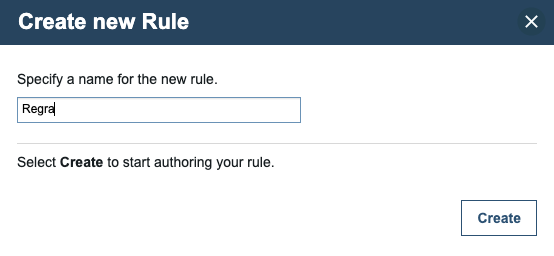 Create new Rule
Specify a name for the new rule.
Regra
Select Create to start authoring your rule.
Create